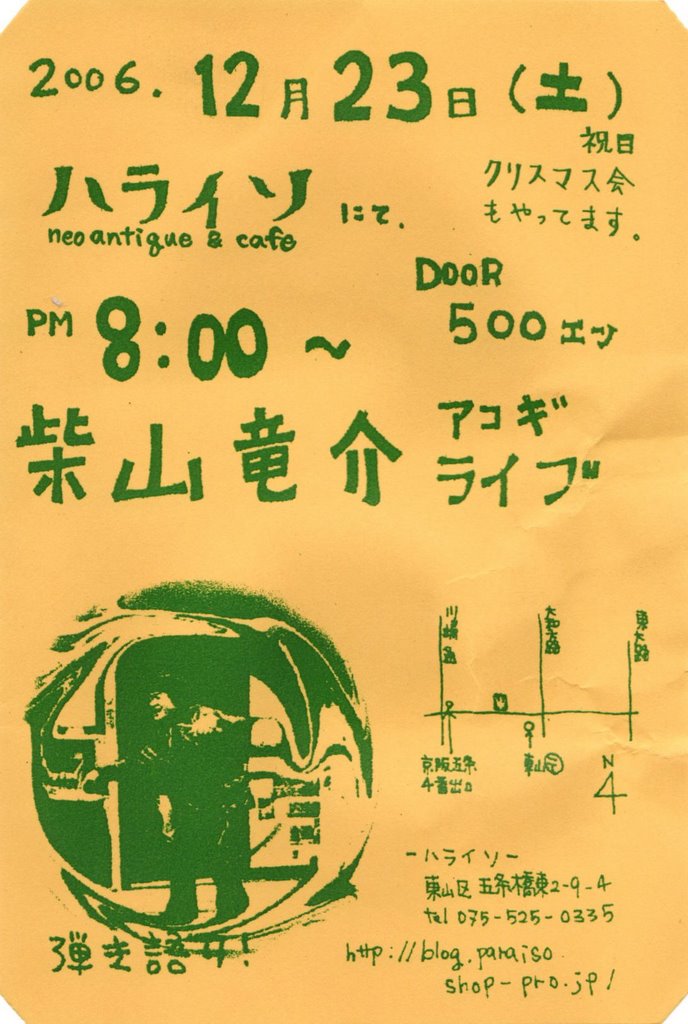 2006. 12月23日(土)
祝日
クリスマス会
もやってます。
ハライソ にて.
neo antique & cafe
DOOR
500エン
PM 8:00～
柴山竜介
アコギ
ライブ
川端通
大和大路
東大路
京阪五条
4番出口
N
ーハライソー
東山区 五条橋東2-9-4
tel 075-525-0335
http://blog.paraiso.
shop-pro.jp/
弾き語り!